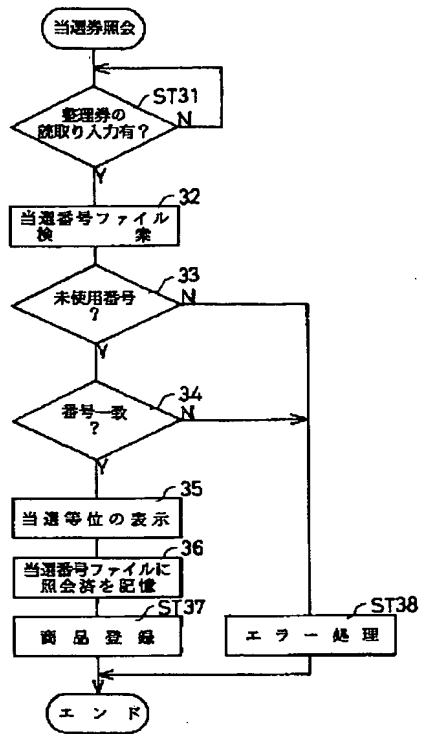 当選券照会
ST31
整理券の
読取り入力有?
N
Y
32
当選番号ファイル
検 索
33
未使用番号
?
N
Y
34
番号一致
?
N
Y
35
当選等位の表示
36
当選番号ファイルに
照会済を記憶
ST37
商品登録
ST38
エラー処理
エンド